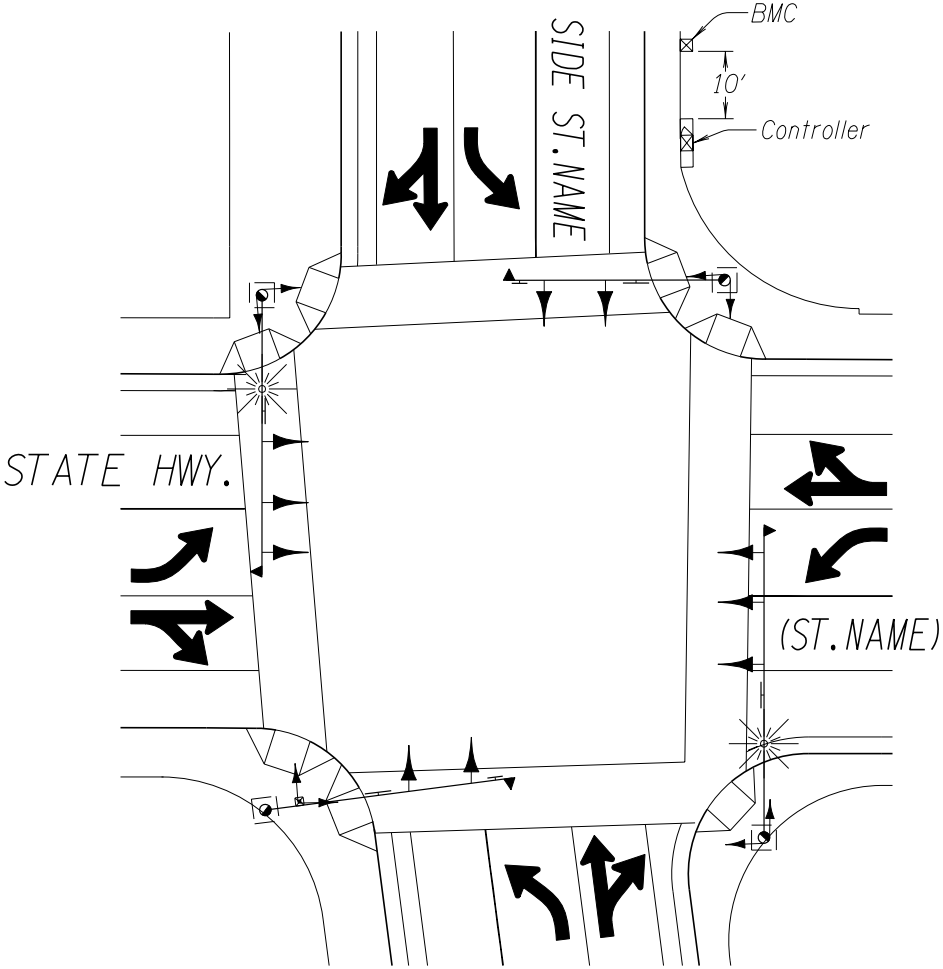 BMC
SIDE ST. NAME
10'
Controller
STATE HWY.
(ST. NAME)